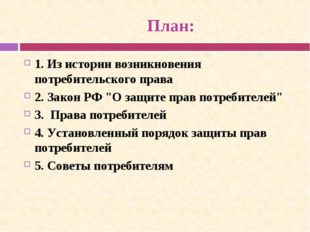 План:
1. Из истории возникновения
потребительского права
2. Закон РФ "О защите прав потребителей"
3.  Права потребителей
4. Установленный порядок защиты прав
потребителей
5. Советы потребителям